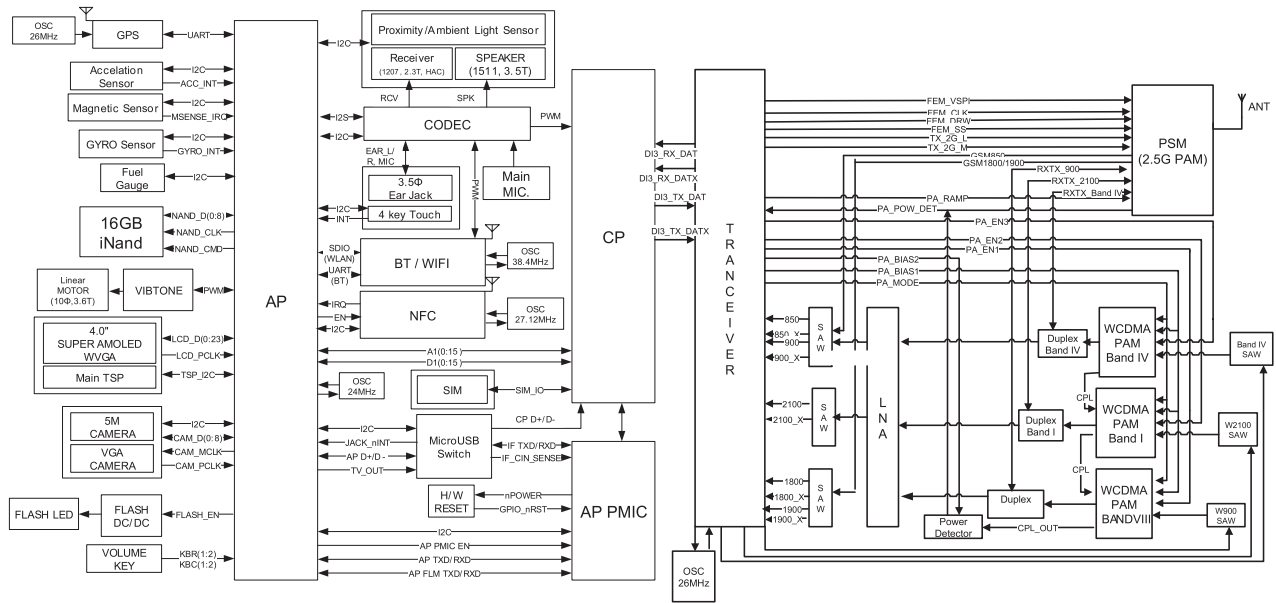 OSC
26MHz
GPS
UART
Accelation
Sensor
I2C
ACC_INT
Magnetic Sensor
I2C
MSENSE_IRQ
GYRO Sensor
I2C
GYRO_INT
Fuel
Gauge
I2C
16GB
iNand
NAND_D(0:8)
NAND_CLK
NAND_CMD
Linear
MOTOR
(10Φ,3.6T)
VIBTONE
PWM
4.0"
SUPER AMOLED
WVGA
Main TSP
LCD_D(0:23)
LCD_PCLK
TSP_I2C
5M
CAMERA
VGA
CAMERA
I2C
CAM_D(0:8)
CAM_MCLK
CAM_PCLK
FLASH LED
FLASH
DC/DC
FLASH_EN
VOLUME
KEY
KBR(1:2)
KBC(1:2)
AP
I2C
Proximity/Ambient Light Sensor
Receiver
(1207, 2.3T, HAC)
SPEAKER
(1511, 3.5T)
RCV
SPK
I2S
I2C
CODEC
PWM
EAR_L/
R, MIC
PWM
Main
MIC.
3.5Φ
Ear Jack
4 key Touch
I2C
INT
SDIO
(WLAN)
UART
(BT)
BT / WIFI
OSC
38.4MHz
IRQ
EN
I2C
NFC
OSC
27.12MHz
A1(0:15)
D1(0:15)
OSC
24MHz
SIM
SIM_IO
CP D+/D-
I2C
JACK_nINT
AP D+/D-
TV_OUT
MicroUSB
Switch
IF TXD/RXD
IF_CIN_SENSE
H/W
RESET
nPOWER
GPIO_nRST
I2C
AP PMIC EN
AP TXD/RXD
AP FLM TXD/RXD
CP
AP PMIC
DI3_RX_DAT
DI3_RX_DATX
DI3_TX_DAT
DI3_TX_DATX
TRANCEIVER
OSC
26MHz
FEM_VSPI
FEM_CLK
FEM_DRW
FEM_SS
TX_2G_L
TX_2G_M
GSM850
GSM1800/1900
RXTX_900
RXTX_2100
RXTX_Band IV
PA_RAMP
PA_POW_DET
PA_EN3
PA_EN2
PA_EN1
PA_BIAS2
PA_BIAS1
PA_MODE
PSM
(2.5G PAM)
ANT
850
850_X
900
900_X
SAW
2100
2100_X
SAW
1800
1800_X
1900
1900_X
SAW
LNA
Duplex
Band IV
Duplex
Band I
Duplex
Power
Detector
CPL_OUT
WCDMA
PAM
Band IV
CPL
WCDMA
PAM
Band I
CPL
WCDMA
PAM
BANDVIII
Band IV
SAW
W2100
SAW
W900
SAW